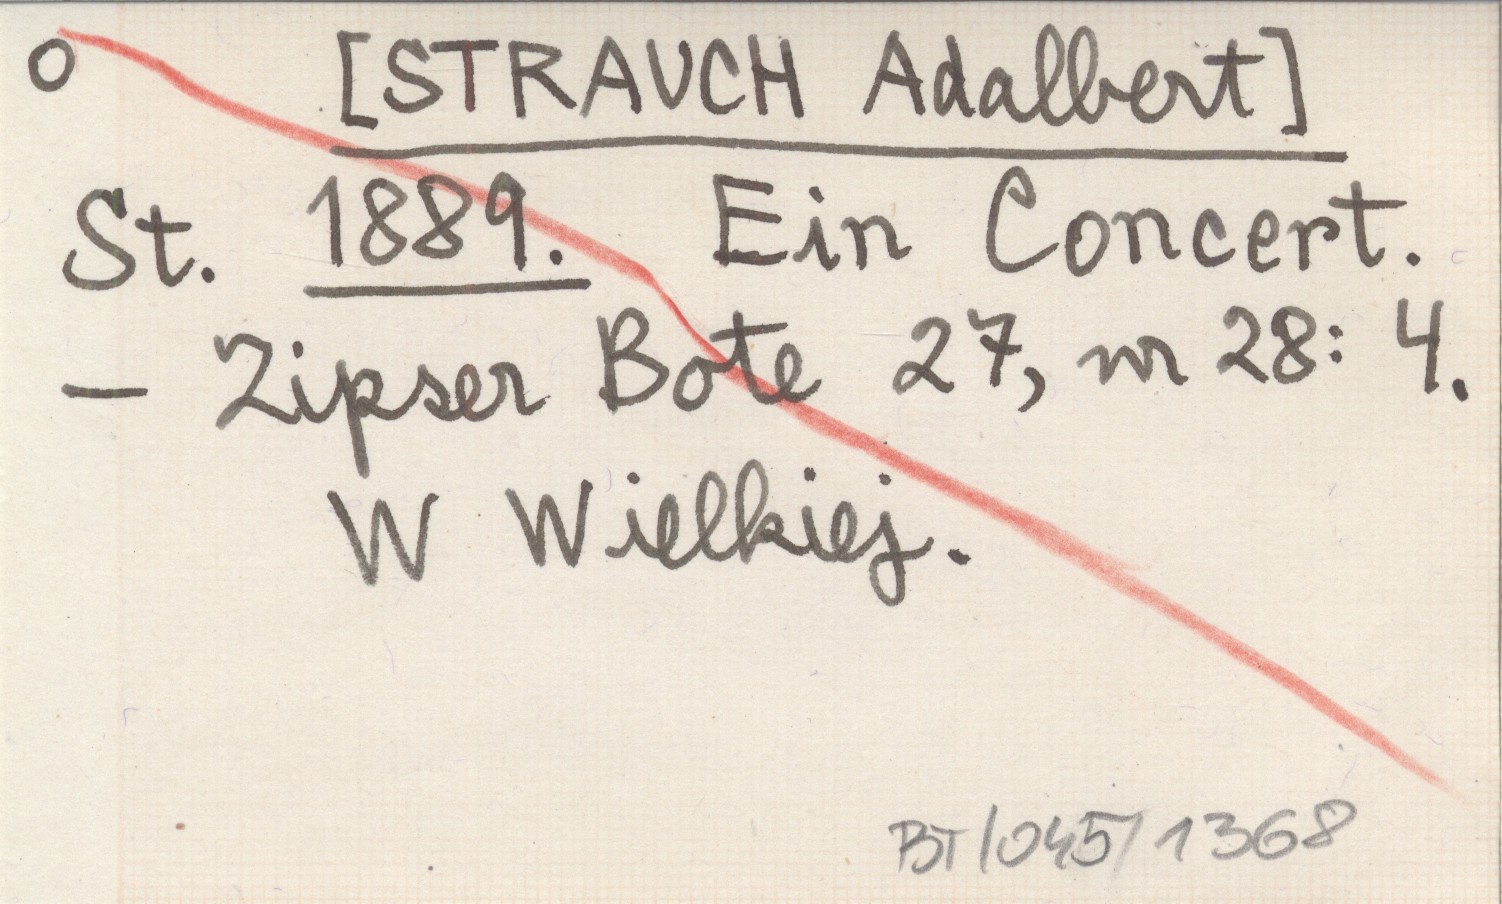 o [STRAUCH Adalbert]
St. 1889. Ein Concert.
— Zipser Bote 27, nr 28: 4.
W Wielkiej.
BT/045/1368